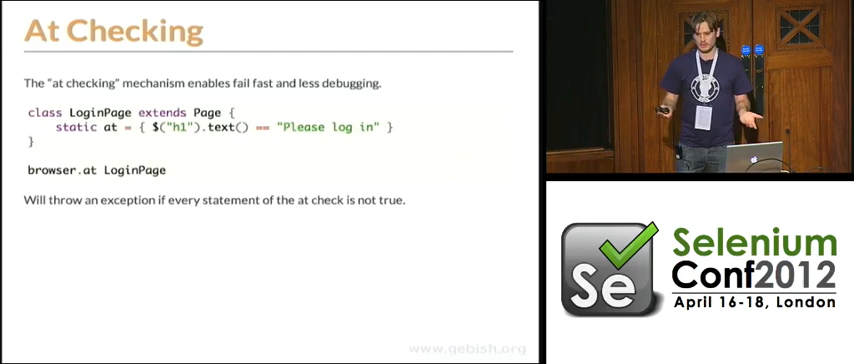 At Checking
The "at checking" mechanism enables fail fast and less debugging.
class LoginPage extends Page {
static at = { $("h1").text() == "Please log in" }
}
browser.at LoginPage
Will throw an exception if every statement of the at check is not true.
www.gebish.org
Se
Selenium
Conf2012
April 16-18, London